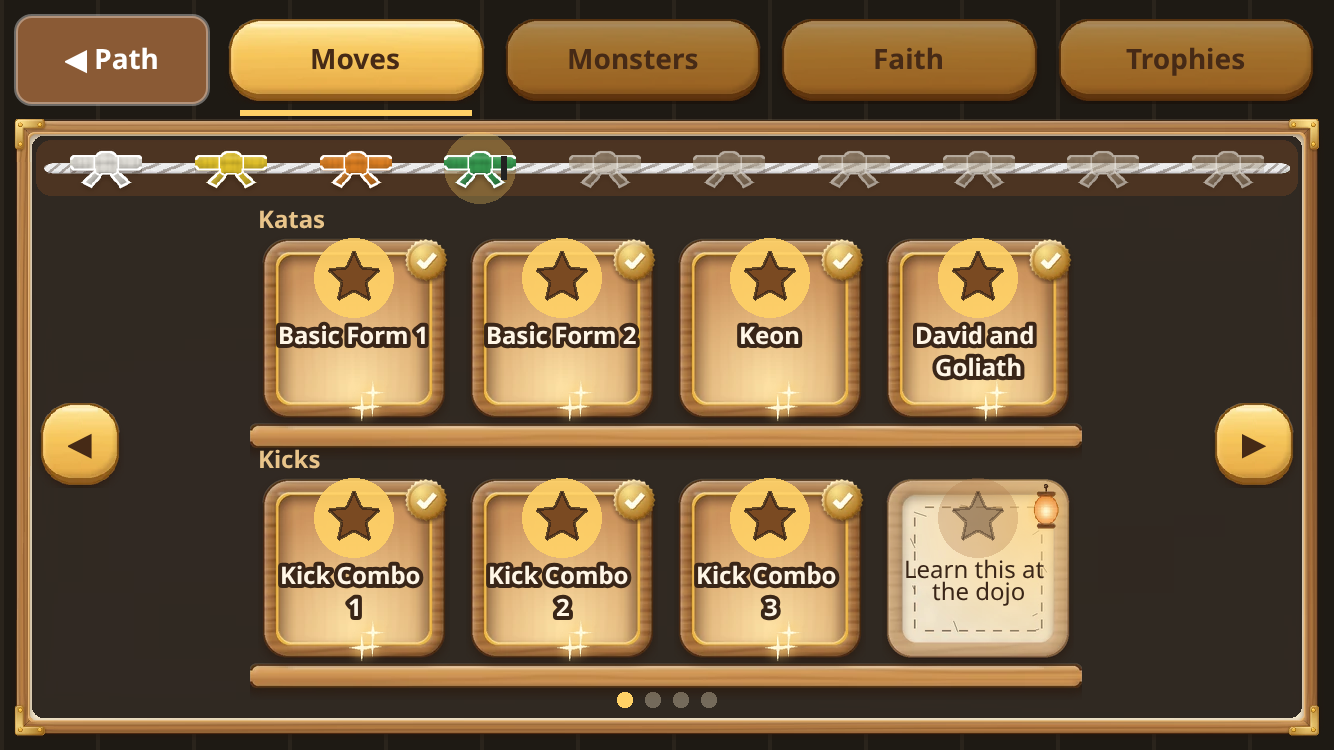 ◀ Path
Moves
Monsters
Faith
Trophies
Katas
Basic Form 1
Basic Form 2
Keon
David and
Goliath
Kicks
Kick Combo
1
Kick Combo
2
Kick Combo
3
Learn this at
the dojo